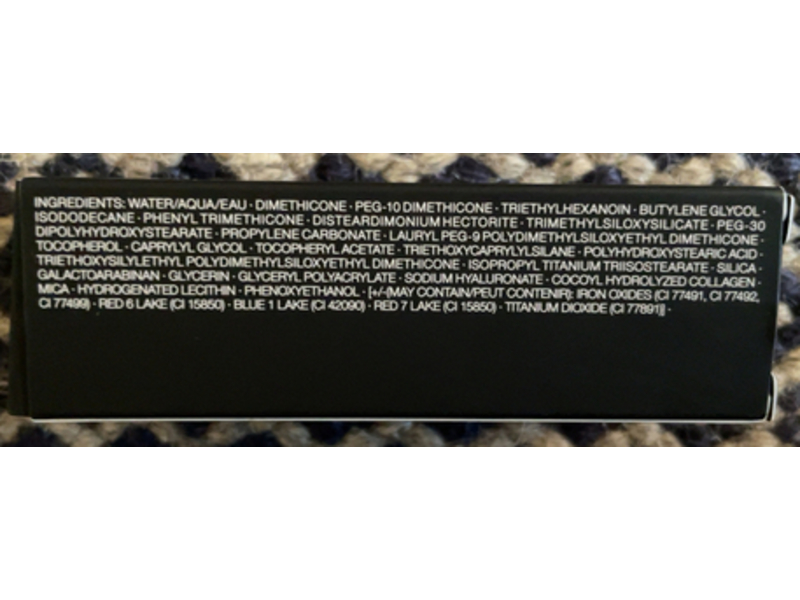 INGREDIENTS: WATER/AQUA/EAU · DIMETHICONE · PEG-10 DIMETHICONE · TRIETHYLHEXANOIN · BUTYLENE GLYCOL ·
ISODODECANE · PHENYL TRIMETHICONE · DISTEARDIMONIUM HECTORITE · TRIMETHYLSILOXYSILICATE · PEG-30
DIPOLYHYDROXYSTEARATE · PROPYLENE CARBONATE · LAURYL PEG-9 POLYDIMETHYLSILOXYETHYL DIMETHICONE ·
TOCOPHEROL · CAPRYLYL GLYCOL · TOCOPHERYL ACETATE · TRIETHOXYCAPRYLYLSILANE · POLYHYDROXYSTEARIC ACID ·
TRIETHOXYSILYLETHYL POLYDIMETHYLSILOXYETHYL DIMETHICONE · ISOPROPYL TITANIUM TRIISOSTEARATE · SILICA ·
GALACTOARABINAN · GLYCERIN · GLYCERYL POLYACRYLATE · SODIUM HYALURONATE · COCOYL HYDROLYZED COLLAGEN ·
MICA · HYDROGENATED LECITHIN · PHENOXYETHANOL · [+/-(MAY CONTAIN/PEUT CONTENIR): IRON OXIDES (CI 77491, CI 77492,
CI 77499) · RED 6 LAKE (CI 15850) · BLUE 1 LAKE (CI 42090) · RED 7 LAKE (CI 15850) · TITANIUM DIOXIDE (CI 77891)] ·